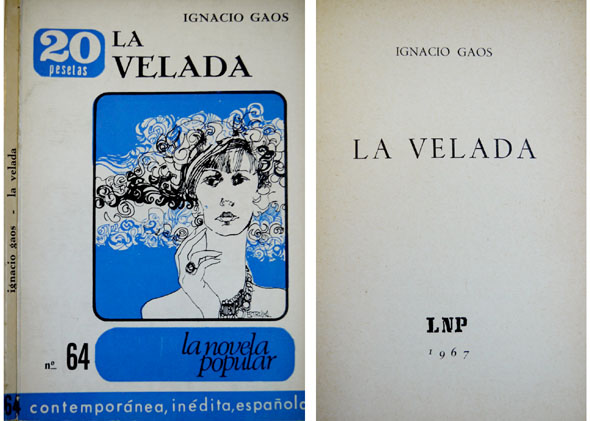 IGNACIO GAOS
20
pesetas
LA
VELADA
ignacio gaos - la velada
nº 64
la novela
popular
64
contemporánea, inédita, española
IGNACIO GAOS
LA VELADA
LNP
1967